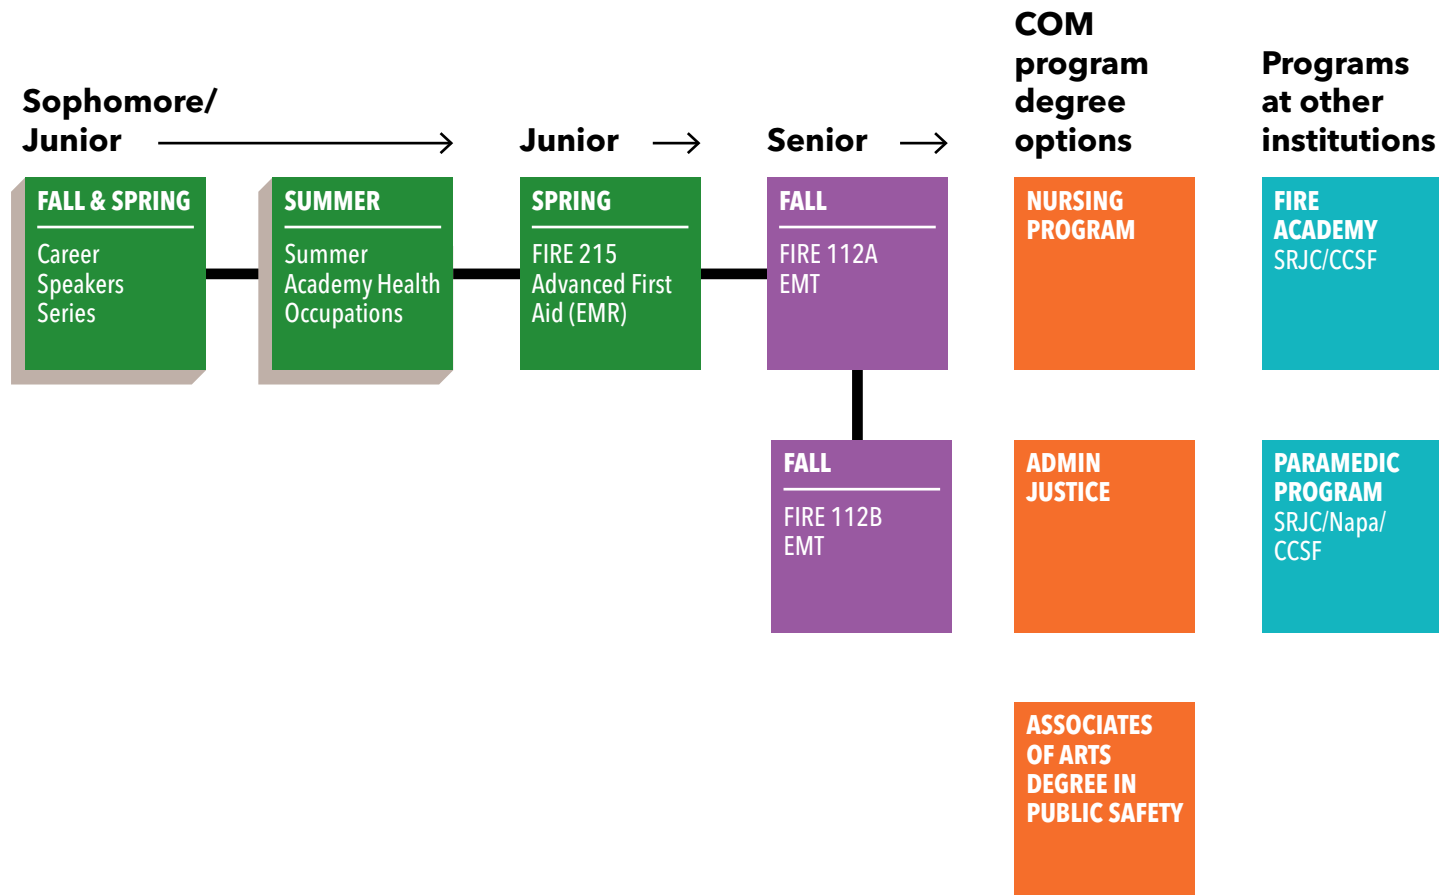 Sophomore/
Junior
Junior
Senior
COM
program
degree
options
Programs
at other
institutions
FALL & SPRING
Career
Speakers
Series
SUMMER
Summer
Academy Health
Occupations
SPRING
FIRE 215
Advanced First
Aid (EMR)
FALL
FIRE 112A
EMT
NURSING
PROGRAM
FIRE
ACADEMY
SRJC/CCSF
FALL
FIRE 112B
EMT
ADMIN
JUSTICE
PARAMEDIC
PROGRAM
SRJC/Napa/
CCSF
ASSOCIATES
OF ARTS
DEGREE IN
PUBLIC SAFETY